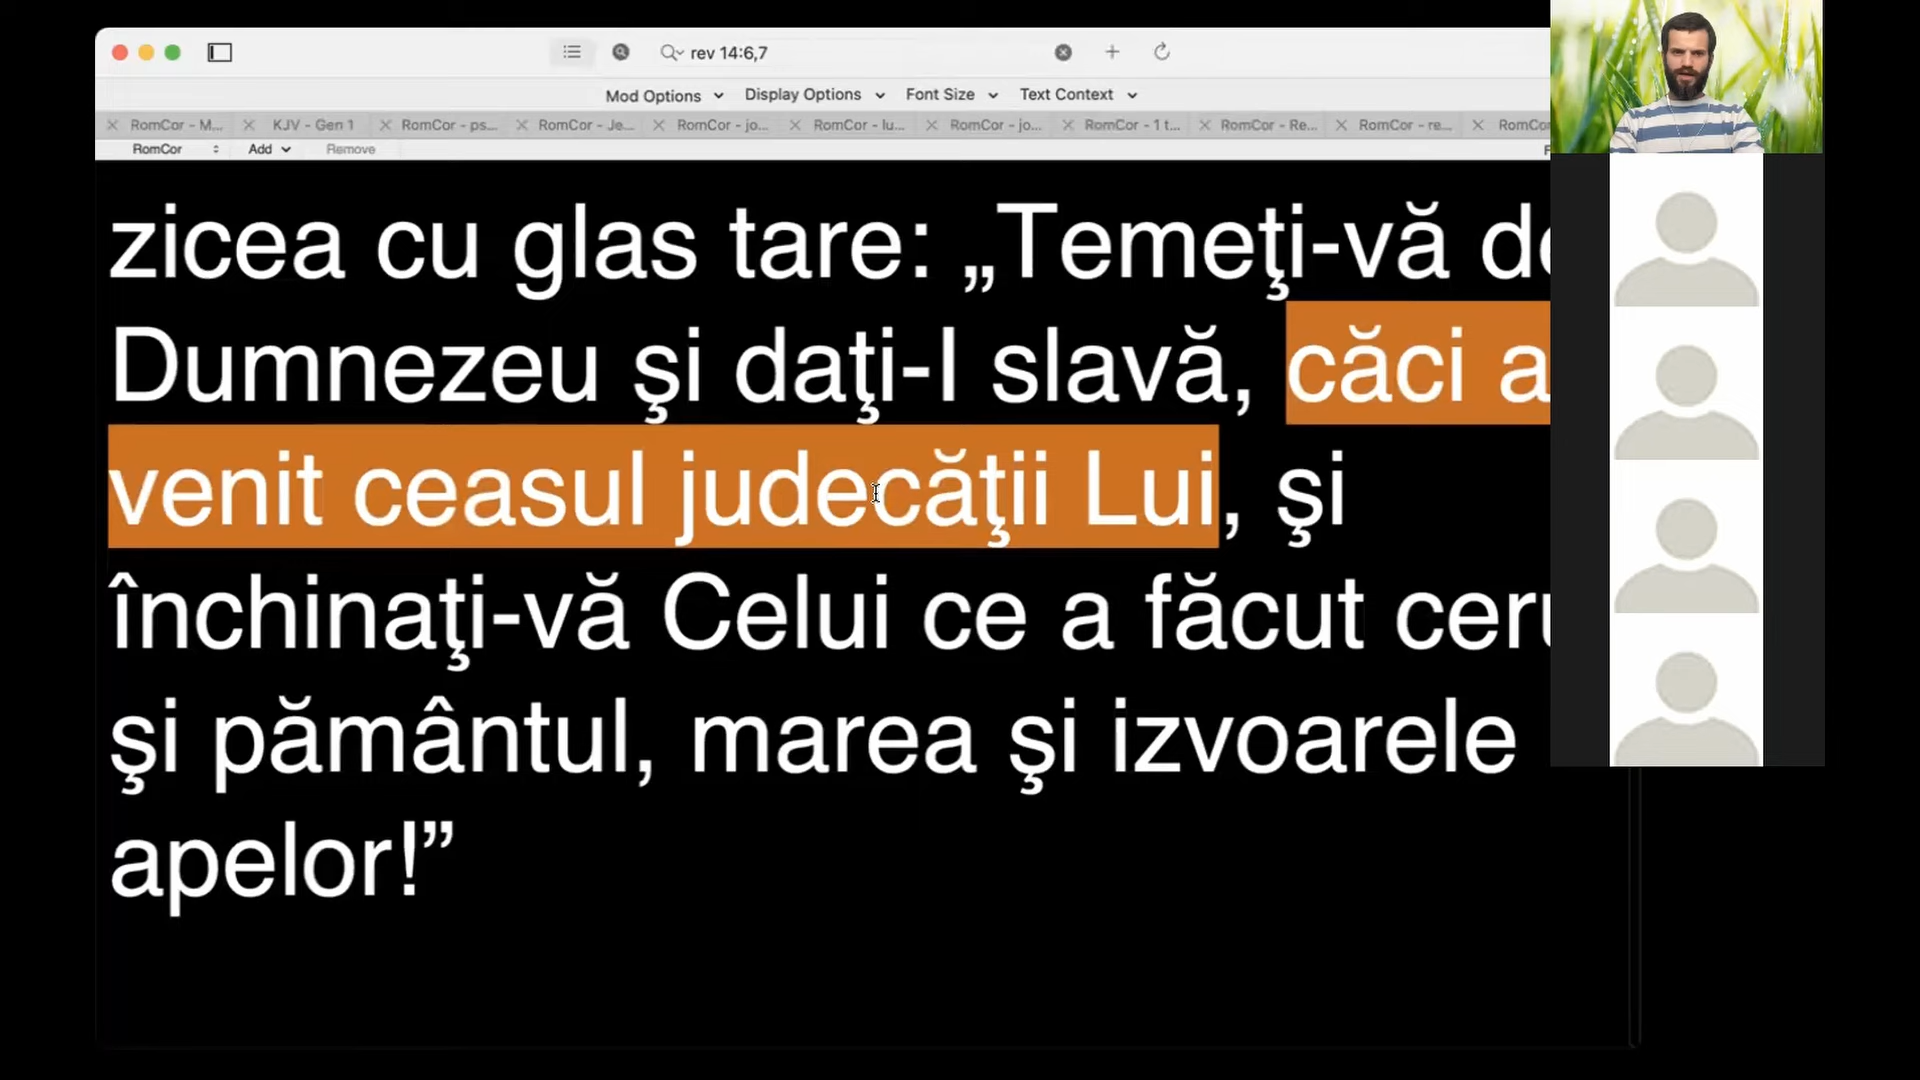 rev 14:6,7
Mod Options Display Options Font Size Text Context
RomCor - M... KJV - Gen 1 RomCor - ps... RomCor - Je... RomCor - jo... RomCor - lu... RomCor - jo... RomCor - 1 t... RomCor - Re... RomCor - re... RomCo
RomCor Add Remove
zicea cu glas tare: „Temeţi-vă de
Dumnezeu şi daţi-I slavă, căci a
venit ceasul judecăţii Lui, şi
închinaţi-vă Celui ce a făcut ceru
şi pământul, marea şi izvoarele
apelor!”